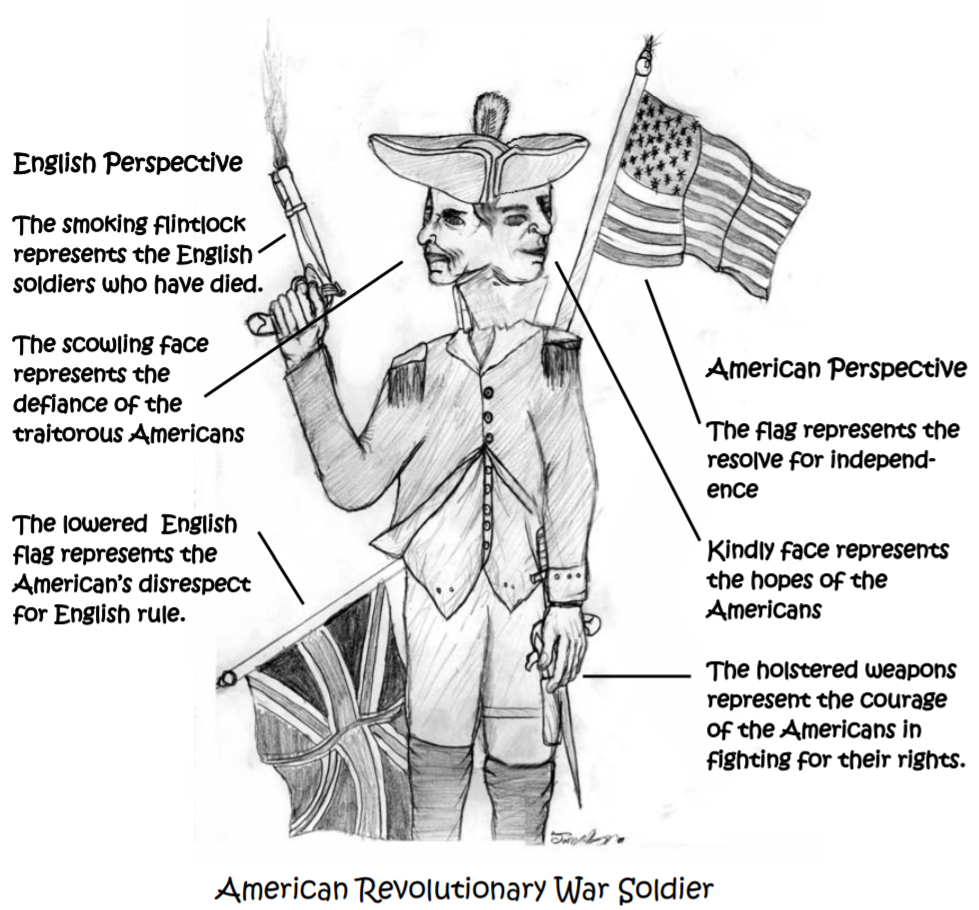 English Perspective
The smoking flintlock
represents the English
soldiers who have died.
The scowling face
represents the
defiance of the
traitorous Americans
The lowered English
flag represents the
American's disrespect
for English rule.
American Perspective
The flag represents the
resolve for independ-
ence
Kindly face represents
the hopes of the
Americans
The holstered weapons
represent the courage
of the Americans in
fighting for their rights.
American Revolutionary War Soldier